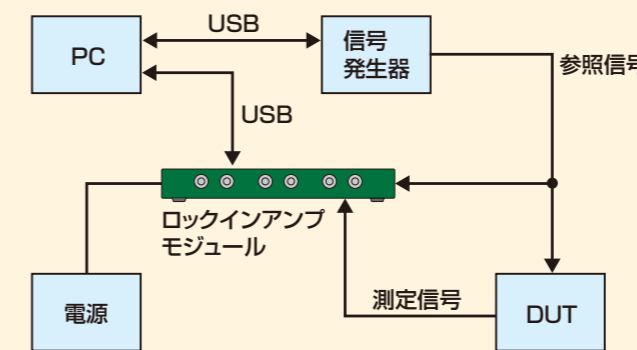 PC
USB
信号
発生器
参照信号
USB
ロックインアンプ
モジュール
電源
測定信号
DUT